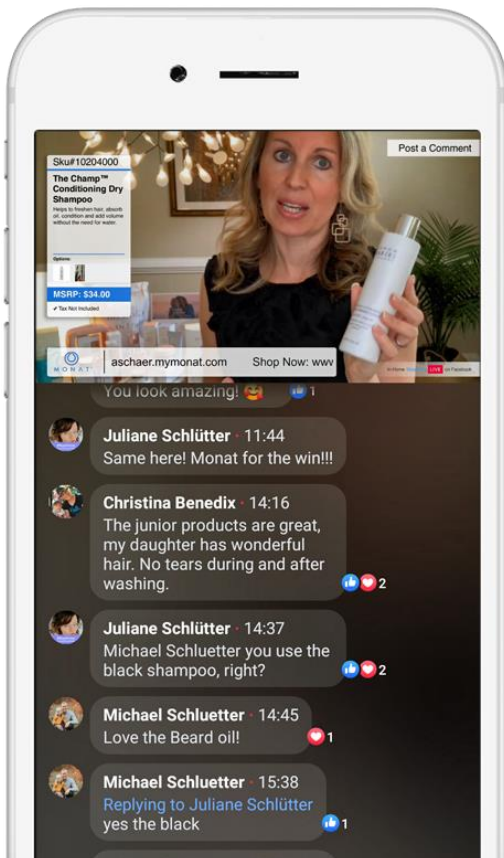 Post a Comment
Sku#10204000
The Champ™
Conditioning Dry
Shampoo
Helps to freshen hair, absorb
oil, condition and add volume
without the need for water.
Options:
MSRP: $34.00
✓ Tax Not Included
MONAT
aschaer.mymonat.com Shop Now: wwv
LIVE on Facebook
You look amazing! 🥰 1
Juliane Schlütter · 11:44
Same here! Monat for the win!!!
Christina Benedix · 14:16
The junior products are great,
my daughter has wonderful
hair. No tears during and after
washing.
2
Juliane Schlütter · 14:37
Michael Schluetter you use the
black shampoo, right?
2
Michael Schluetter · 14:45
Love the Beard oil!
1
Michael Schluetter · 15:38
Replying to Juliane Schlütter
yes the black
1